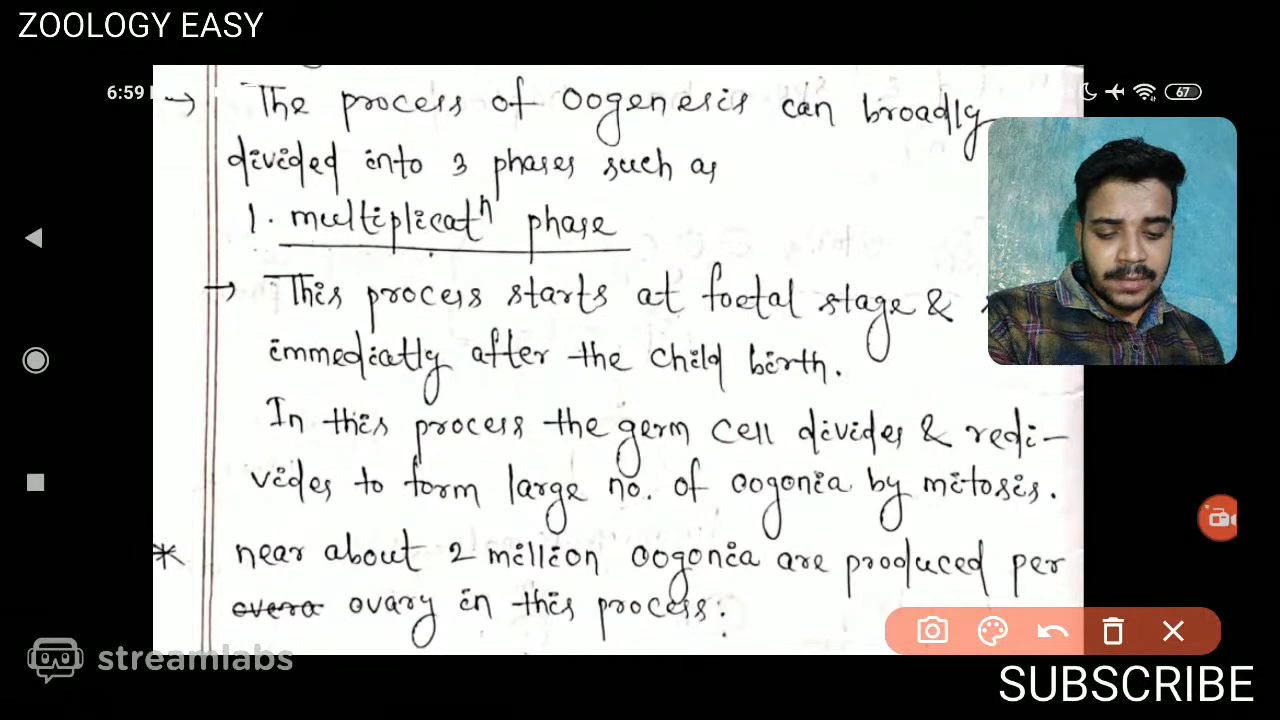 ZOOLOGY EASY
6:59
67
→ The process of oogenesis can broadly
divided into 3 phases such as
1. multiplicatⁿ phase
→ This process starts at foetal stage &
immediatly after the child birth.
In this process the germ cell divides & redi-
vides to form large no. of oogonia by mitosis.
* near about 2 million oogonia are produced per
ovary in this process.
streamlabs
SUBSCRIBE